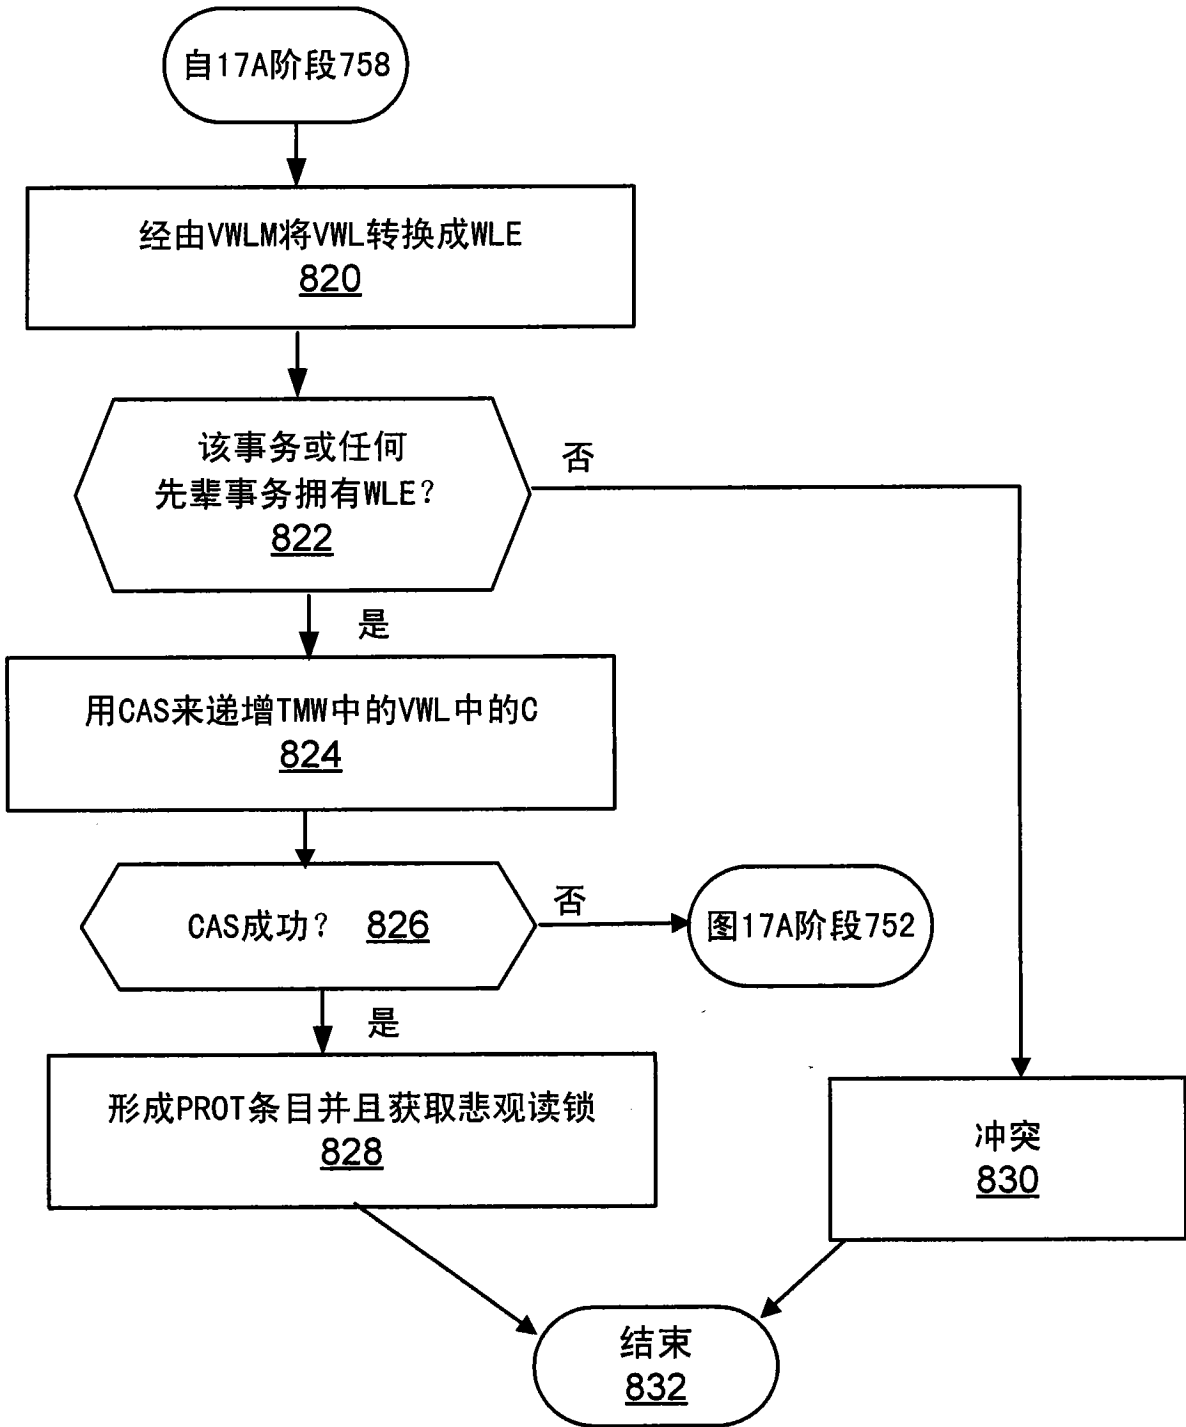 自17A阶段758
经由VWLM将VWL转换成WLE
820
该事务或任何
先辈事务拥有WLE？
822
否
是
用CAS来递增TMW中的VWL中的C
824
CAS成功？ 826
否
图17A阶段752
是
形成PROT条目并且获取悲观读锁
828
冲突
830
结束
832